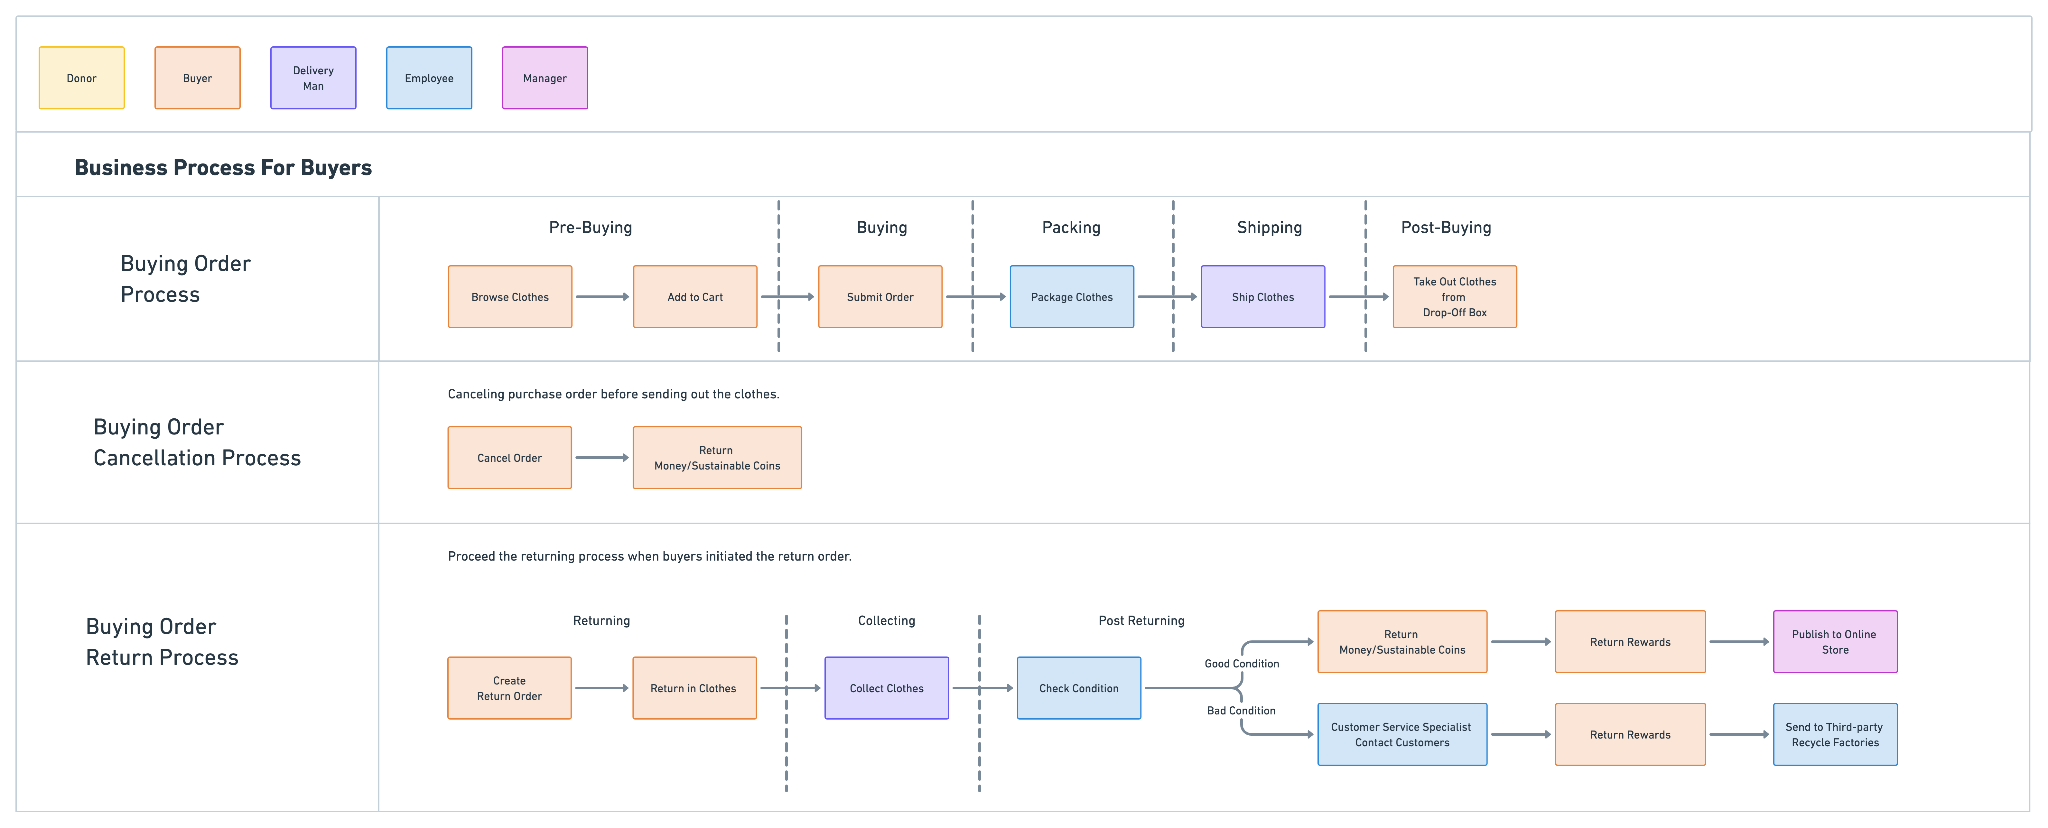 Donor
Buyer
Delivery
Man
Employee
Manager
Business Process For Buyers
Buying Order
Process
Pre-Buying
Buying
Packing
Shipping
Post-Buying
Browse Clothes
Add to Cart
Submit Order
Package Clothes
Ship Clothes
Take Out Clothes
from
Drop-Off Box
Buying Order
Cancellation Process
Canceling purchase order before sending out the clothes.
Cancel Order
Return
Money/Sustainable Coins
Buying Order
Return Process
Proceed the returning process when buyers initiated the return order.
Returning
Collecting
Post Returning
Create
Return Order
Return in Clothes
Collect Clothes
Check Condition
Good Condition
Return
Money/Sustainable Coins
Return Rewards
Publish to Online
Store
Bad Condition
Customer Service Specialist
Contact Customers
Return Rewards
Send to Third-party
Recycle Factories